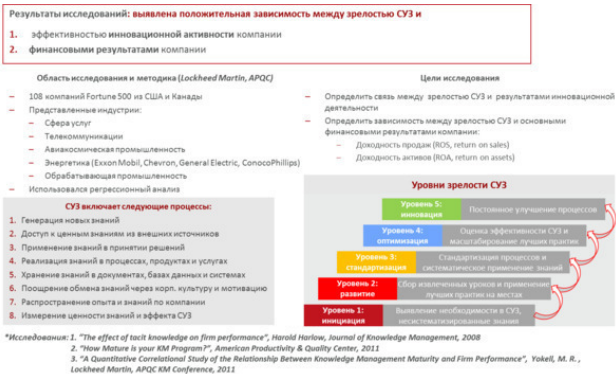 Результаты исследований: выявлена положительная зависимость между зрелостью СУЗ и
1. эффективностью инновационной активности компании
2. финансовыми результатами компании
Область исследования и методика (Lockheed Martin, APQC)
– 108 компаний Fortune 500 из США и Канады
– Представленные индустрии:
– Сфера услуг
– Телекоммуникации
– Авиакосмическая промышленность
– Энергетика (Exxon Mobil, Chevron, General Electric, ConocoPhillips)
– Обрабатывающая промышленность
– Использовался регрессионный анализ
Цели исследования
– Определить связь между зрелостью СУЗ и результатами инновационной
деятельности
– Определить зависимость между зрелостью СУЗ и основными
финансовыми результатами компании:
– Доходность продаж (ROS, return on sales)
– Доходность активов (ROA, return on assets)
СУЗ включает следующие процессы:
1. Генерация новых знаний
2. Доступ к ценным знаниям из внешних источников
3. Применение знаний в принятии решений
4. Реализация знаний в процессах, продуктах и услугах
5. Хранение знаний в документах, базах данных и системах
6. Поощрение обмена знаний через корп. культуру и мотивацию
7. Распространение опыта и знаний по компании
8. Измерение ценности знаний и эффекта СУЗ
Уровни зрелости СУЗ
Уровень 5:
инновация
Постоянное улучшение процессов
Уровень 4:
оптимизация
Оценка эффективности СУЗ и
масштабирование лучших практик
Уровень 3:
стандартизация
Стандартизация процессов и
систематическое применение знаний
Уровень 2:
развитие
Сбор извлеченных уроков и применение
лучших практик на местах
Уровень 1:
инициация
Выявление необходимости в СУЗ,
несистематизированные знания
*Исследования: 1. "The effect of tacit knowledge on firm performance", Harold Harlow, Journal of Knowledge Management, 2008
2. "How Mature is your KM Program?", American Productivity & Quality Center, 2011
3. "A Quantitative Correlational Study of the Relationship Between Knowledge Management Maturity and Firm Performance", Yokell, M. R. ,
Lockheed Martin, APQC KM Conference, 2011